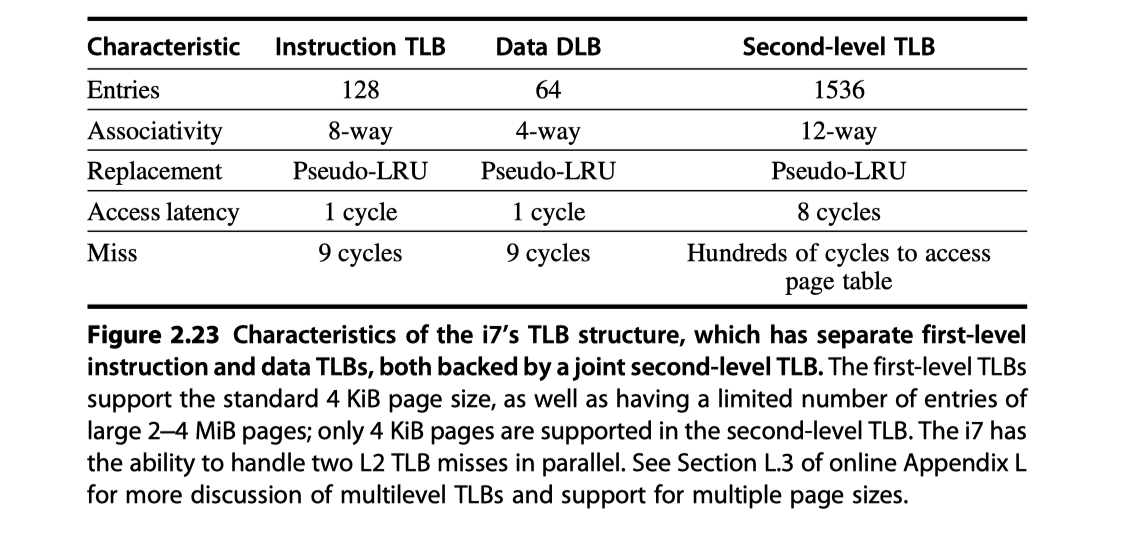 Characteristic Instruction TLB Data DLB Second-level TLB
Entries 128 64 1536
Associativity 8-way 4-way 12-way
Replacement Pseudo-LRU Pseudo-LRU Pseudo-LRU
Access latency 1 cycle 1 cycle 8 cycles
Miss 9 cycles 9 cycles Hundreds of cycles to access
page table
Figure 2.23 Characteristics of the i7's TLB structure, which has separate first-level
instruction and data TLBs, both backed by a joint second-level TLB. The first-level TLBs
support the standard 4 KiB page size, as well as having a limited number of entries of
large 2–4 MiB pages; only 4 KiB pages are supported in the second-level TLB. The i7 has
the ability to handle two L2 TLB misses in parallel. See Section L.3 of online Appendix L
for more discussion of multilevel TLBs and support for multiple page sizes.